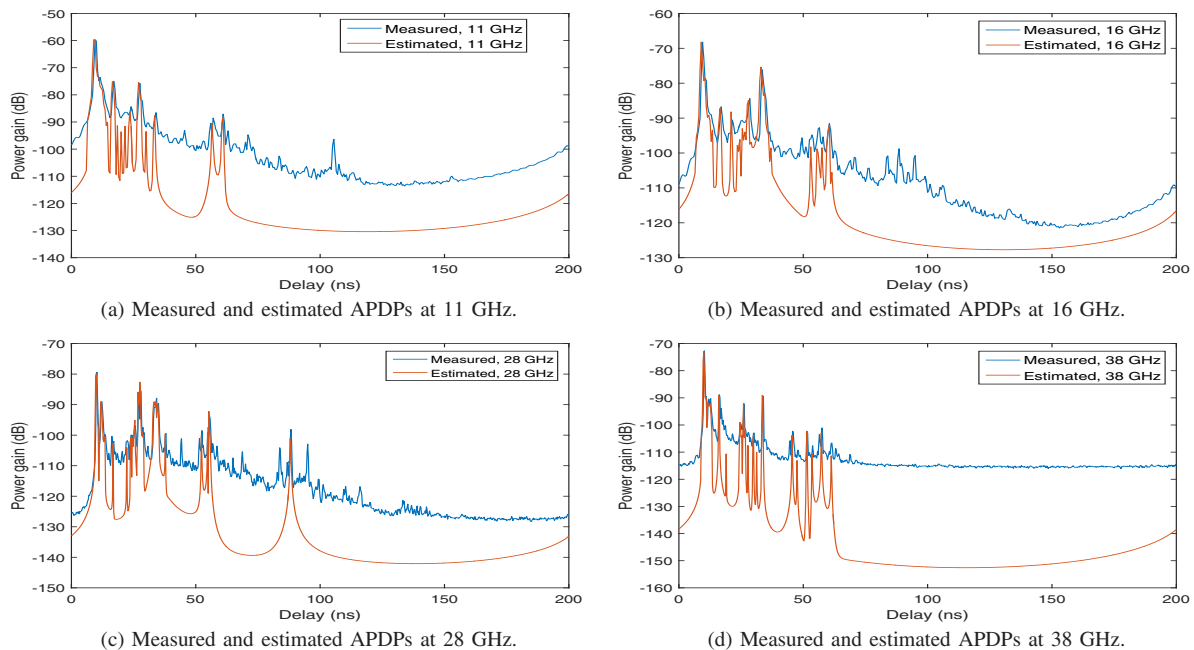 -50
-60
-70
-80
-90
-100
-110
-120
-130
-140
Power gain (dB)
Measured, 11 GHz
Estimated, 11 GHz
0 50 100 150 200
Delay (ns)
(a) Measured and estimated APDPs at 11 GHz.
-60
-70
-80
-90
-100
-110
-120
-130
Power gain (dB)
Measured, 16 GHz
Estimated, 16 GHz
0 50 100 150 200
Delay (ns)
(b) Measured and estimated APDPs at 16 GHz.
-70
-80
-90
-100
-110
-120
-130
-140
-150
Power gain (dB)
Measured, 28 GHz
Estimated, 28 GHz
0 50 100 150 200
Delay (ns)
(c) Measured and estimated APDPs at 28 GHz.
-70
-80
-90
-100
-110
-120
-130
-140
-150
-160
Power gain (dB)
Measured, 38 GHz
Estimated, 38 GHz
0 50 100 150 200
Delay (ns)
(d) Measured and estimated APDPs at 38 GHz.